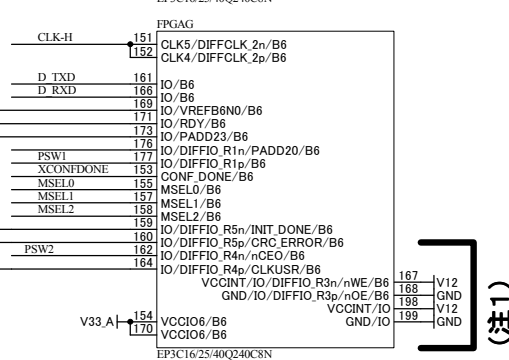 EP3C16/25/40Q240C8N
FPGAG
CLK-H 151 CLK5/DIFFCLK_2n/B6
152 CLK4/DIFFCLK_2p/B6
D_TXD 161 IO/B6
D_RXD 166 IO/B6
169 IO/VREFB6N0/B6
171 IO/RDY/B6
173 IO/PADD23/B6
176 IO/DIFFIO_R1n/PADD20/B6
PSW1 177 IO/DIFFIO_R1p/B6
XCONFDONE 153 CONF_DONE/B6
MSEL0 155 MSEL0/B6
MSEL1 157 MSEL1/B6
MSEL2 158 MSEL2/B6
159 IO/DIFFIO_R5n/INIT_DONE/B6
160 IO/DIFFIO_R5p/CRC_ERROR/B6
PSW2 162 IO/DIFFIO_R4n/nCEO/B6
164 IO/DIFFIO_R4p/CLKUSR/B6
VCCINT/IO/DIFFIO_R3n/nWE/B6 167 V12
GND/IO/DIFFIO_R3p/nOE/B6 168 GND
VCCINT/IO 198 V12
GND/IO 199 GND
V33_A 154 VCCIO6/B6
170 VCCIO6/B6
EP3C16/25/40Q240C8N
(注1)